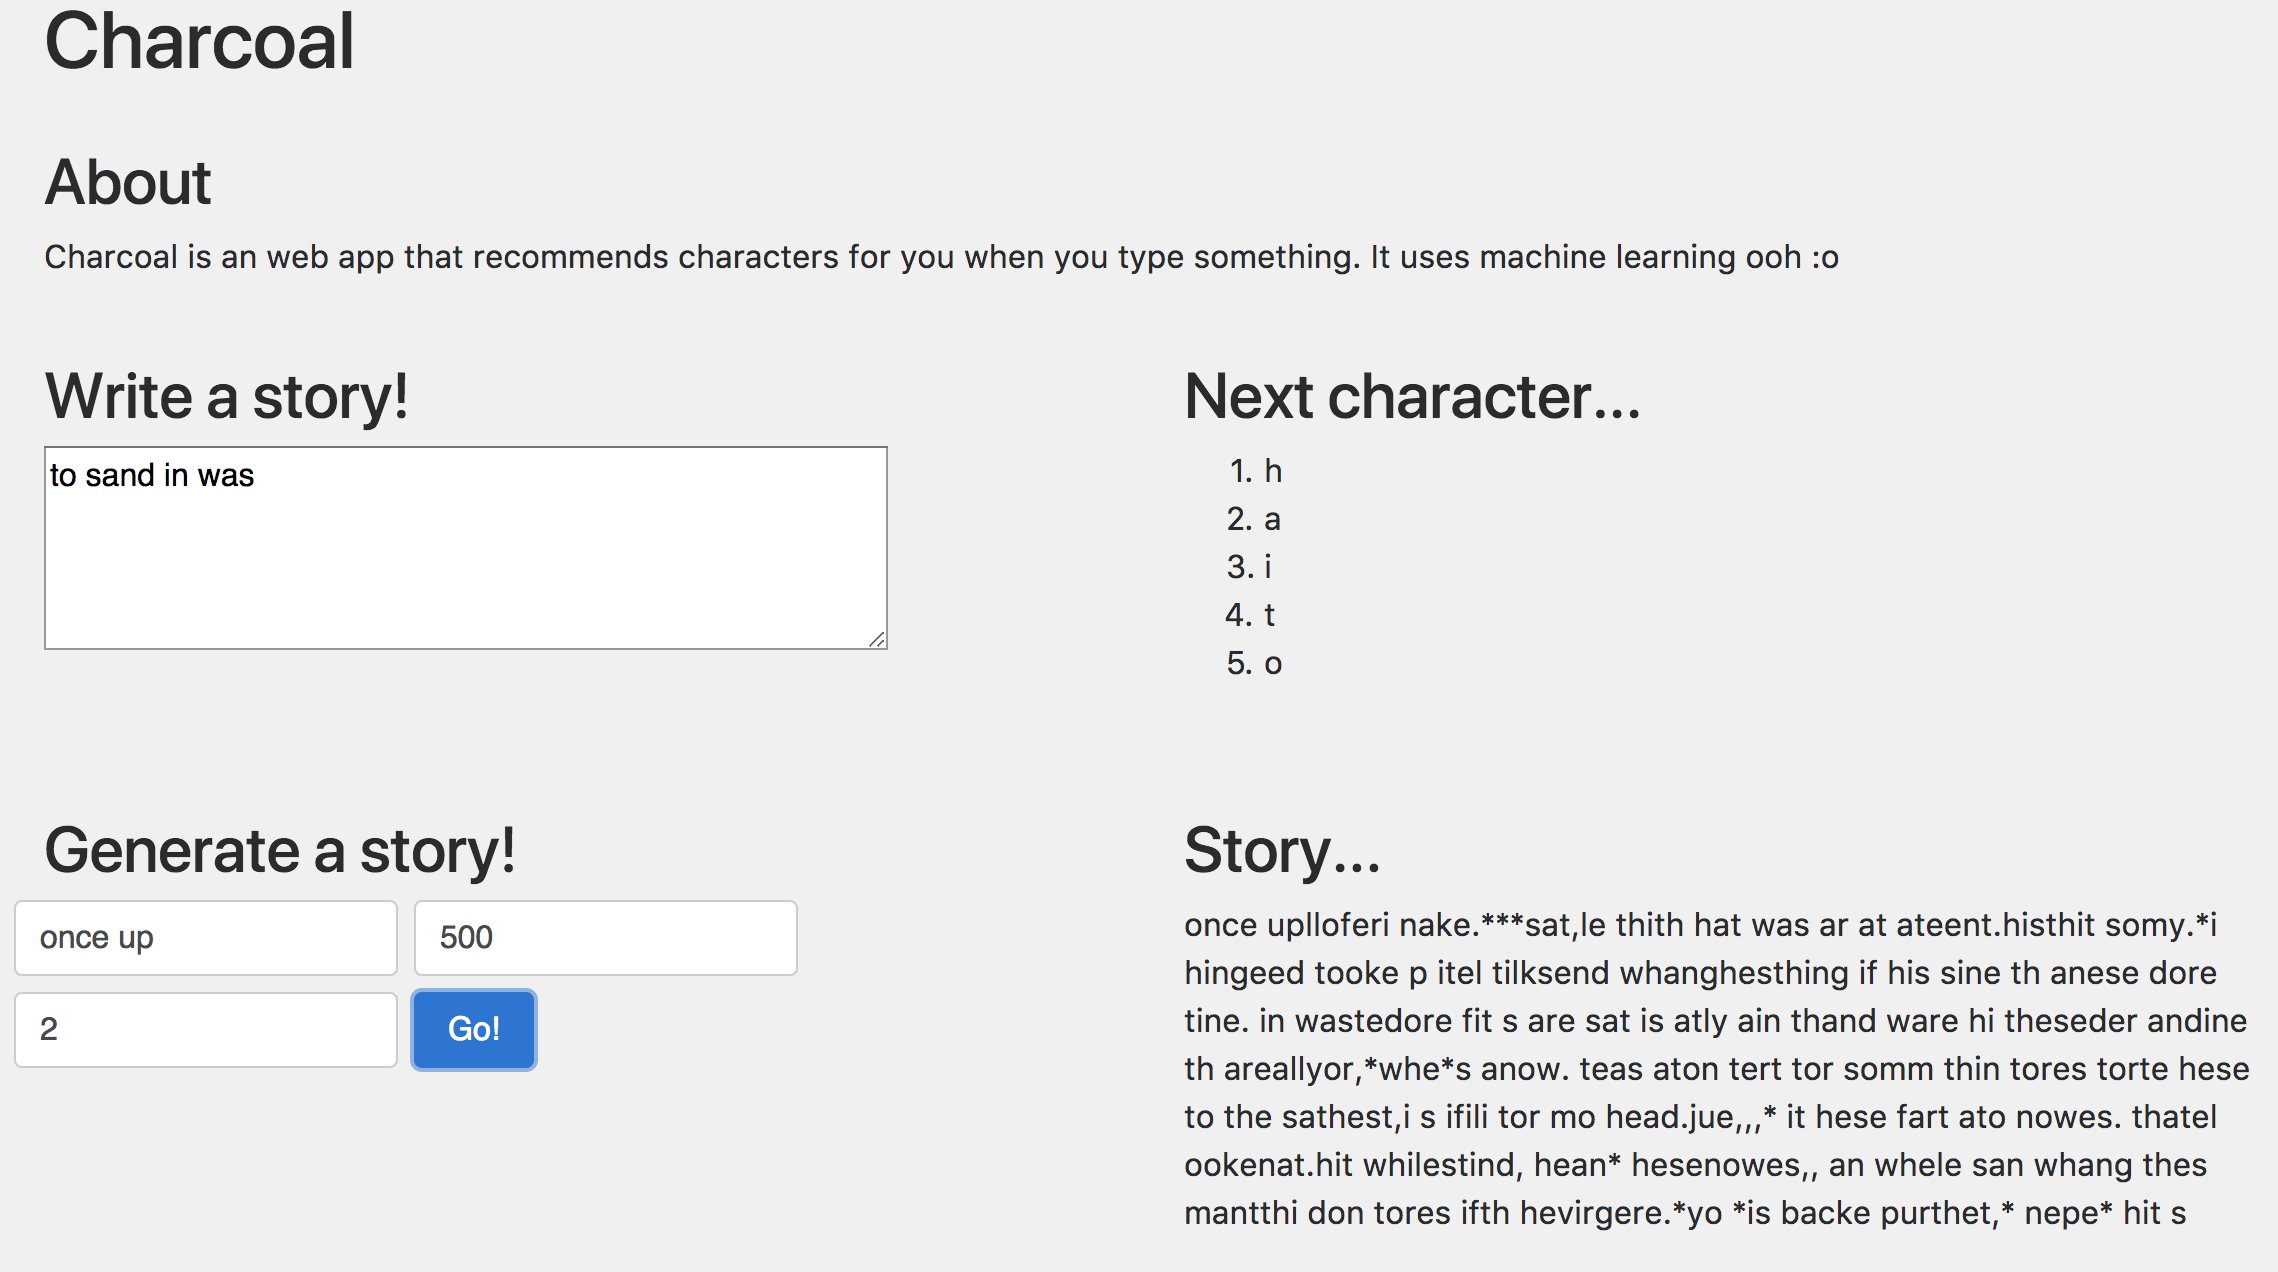 Charcoal
About
Charcoal is an web app that recommends characters for you when you type something. It uses machine learning ooh :o
Write a story!
to sand in was
Next character...
1. h
2. a
3. i
4. t
5. o
Generate a story!
once up
500
2
Go!
Story...
once uplloferi nake.***sat,le thith hat was ar at ateent.histhit somy.*i
hingeed tooke p itel tilksend whanghesthing if his sine th anese dore
tine. in wastedore fit s are sat is atly ain thand ware hi theseder andine
th areallyor,*whe*s anow. teas aton tert tor somm thin tores torte hese
to the sathest,i s ifili tor mo head.jue,,,* it hese fart ato nowes. thatel
ookenat.hit whilestind, hean* hesenowes,, an whele san whang thes
mantthi don tores ifth hevirgere.*yo *is backe purthet,* nepe* hit s